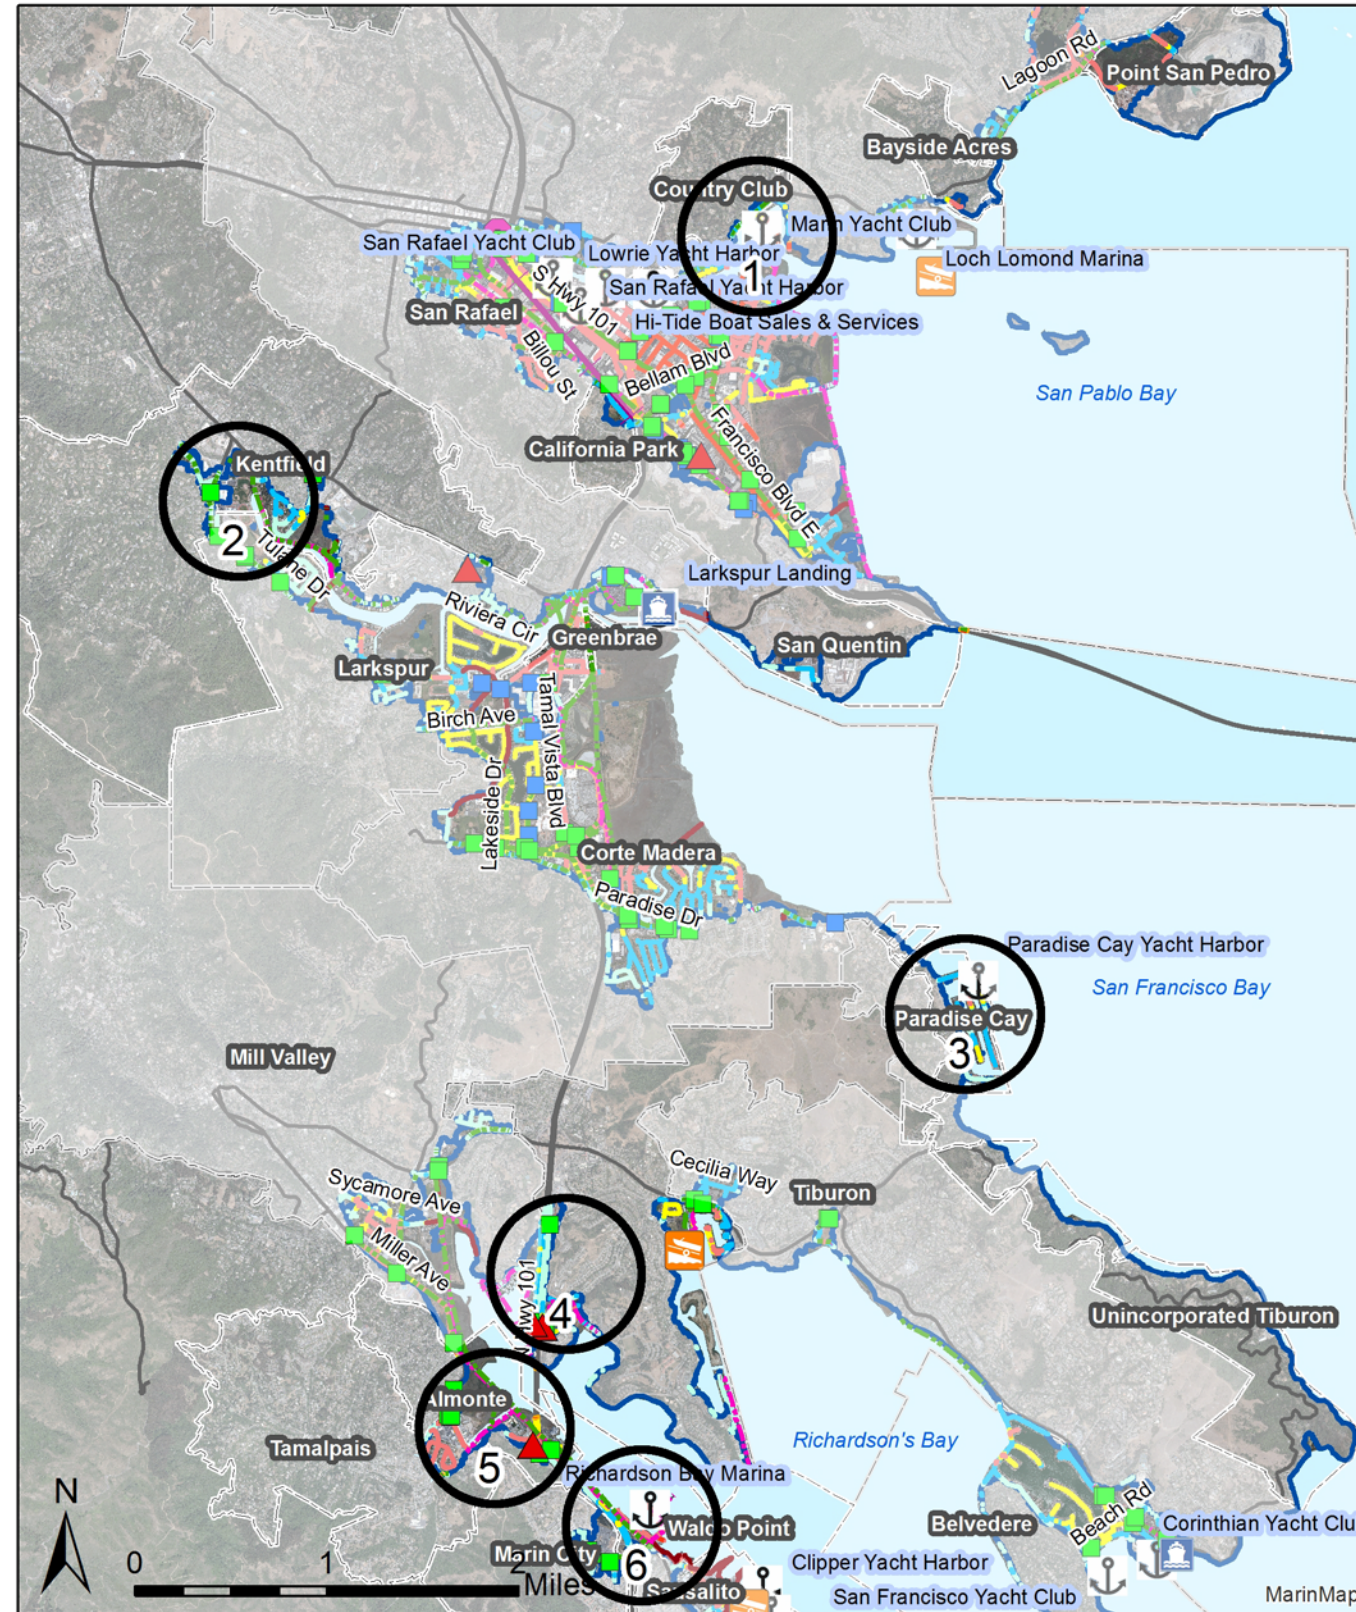 Lagoon Rd
Point San Pedro
Bayside Acres
Country Club
Marin Yacht Club
San Rafael Yacht Club
Lowrie Yacht Harbor
Loch Lomond Marina
1
San Rafael Yacht Harbor
S Hwy 101
San Rafael
Hi-Tide Boat Sales & Services
Billou St
Bellam Blvd
San Pablo Bay
California Park
Francisco Blvd E
Kentfield
2
Tulane Dr
Larkspur Landing
Riviera Cir
Greenbrae
San Quentin
Larkspur
Birch Ave
Tamal Vista Blvd
Lakeside Dr
Corte Madera
Paradise Dr
Paradise Cay Yacht Harbor
San Francisco Bay
Paradise Cay
3
Mill Valley
Cecilia Way
Sycamore Ave
Tiburon
Miller Ave
Hwy 101
4
Unincorporated Tiburon
Almonte
Tamalpais
Richardson's Bay
5
Richardson Bay Marina
N
Waldo Point
Belvedere
Beach Rd
Corinthian Yacht Clu
Marin City
6
Clipper Yacht Harbor
0 1 2 Miles
Sausalito
San Francisco Yacht Club
MarinMap